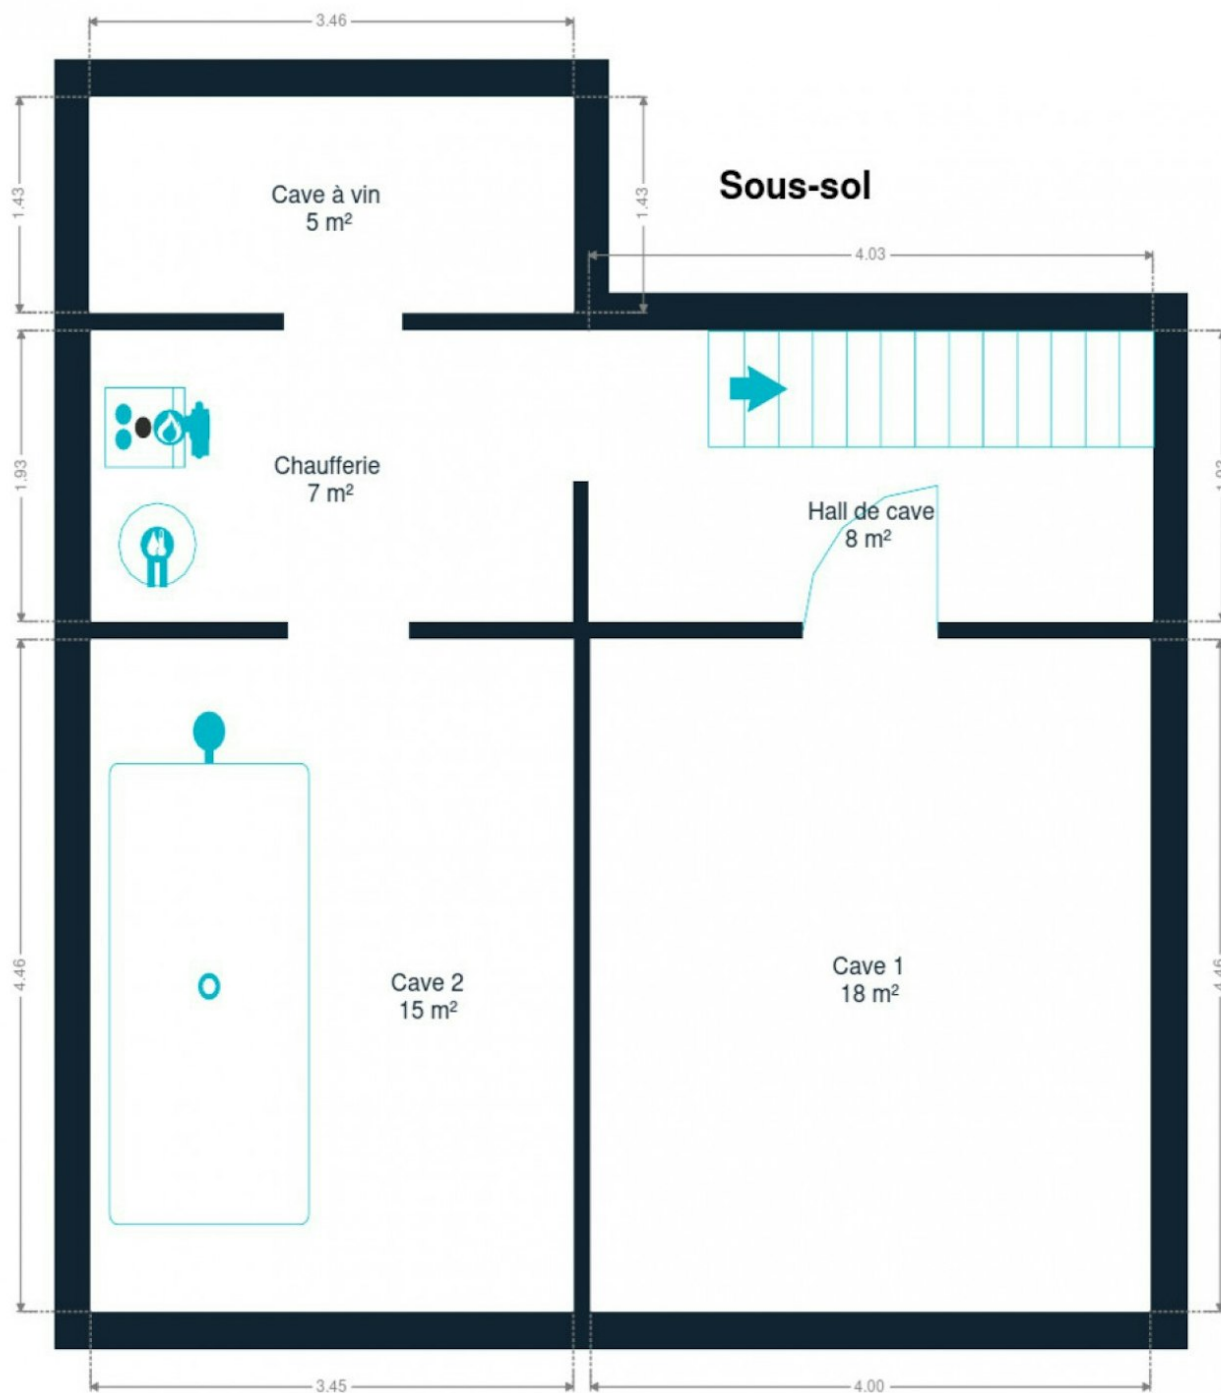 3.46
1.43
Cave à vin
5 m²
1.43
Sous-sol
4.03
1.93
Chaufferie
7 m²
Hall de cave
8 m²
4.46
Cave 2
15 m²
Cave 1
18 m²
3.45
4.00